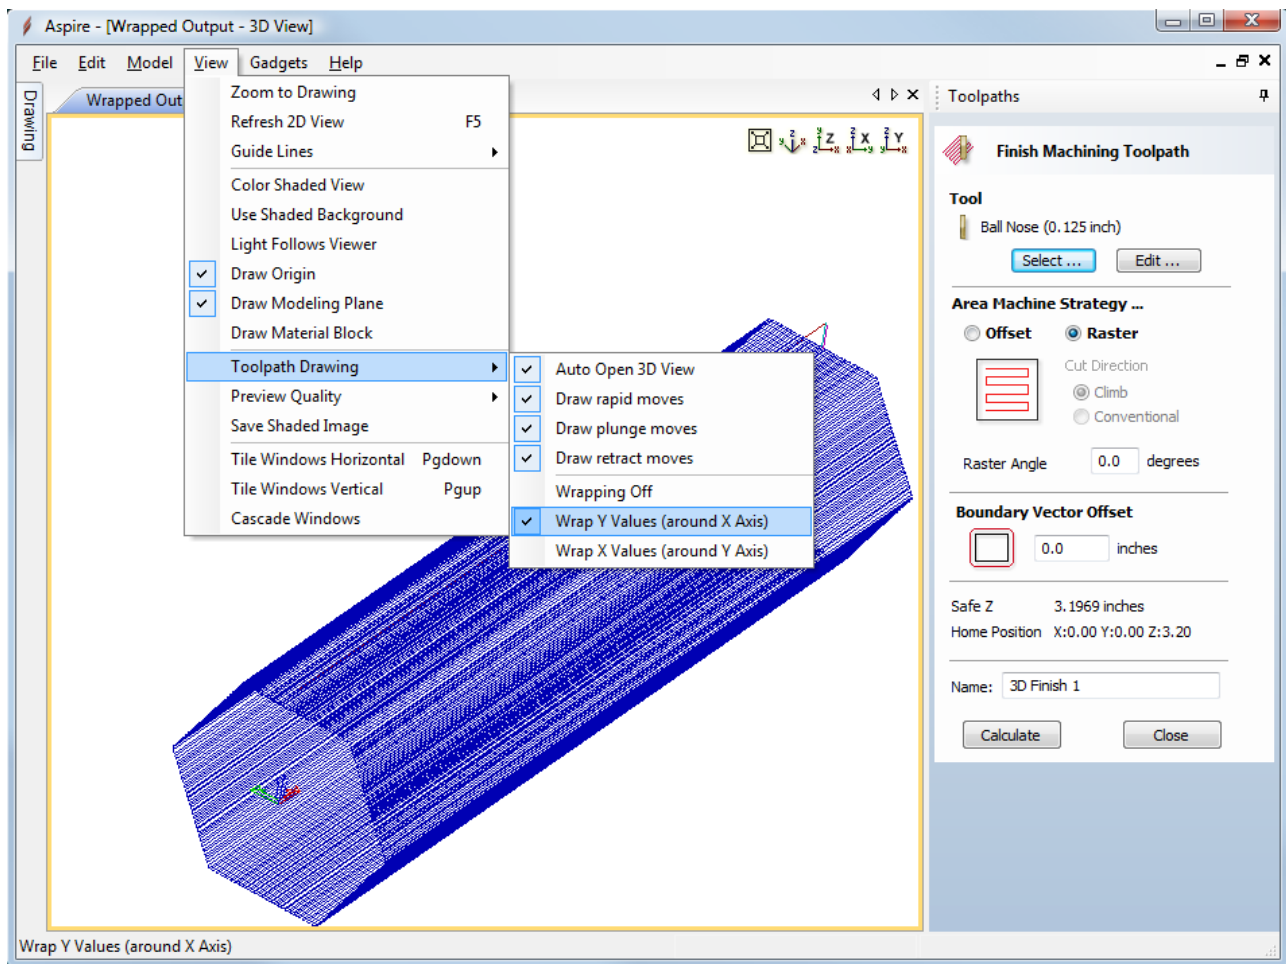 Aspire - [Wrapped Output - 3D View]
File Edit Model View Gadgets Help
Drawing
Wrapped Out
Zoom to Drawing
Refresh 2D View F5
Guide Lines
Color Shaded View
Use Shaded Background
Light Follows Viewer
Draw Origin
Draw Modeling Plane
Draw Material Block
Toolpath Drawing
Preview Quality
Save Shaded Image
Tile Windows Horizontal Pgdown
Tile Windows Vertical Pgup
Cascade Windows
Auto Open 3D View
Draw rapid moves
Draw plunge moves
Draw retract moves
Wrapping Off
Wrap Y Values (around X Axis)
Wrap X Values (around Y Axis)
Toolpaths
Finish Machining Toolpath
Tool
Ball Nose (0.125 inch)
Select ... Edit ...
Area Machine Strategy ...
Offset Raster
Cut Direction
Climb
Conventional
Raster Angle 0.0 degrees
Boundary Vector Offset
0.0 inches
Safe Z 3.1969 inches
Home Position X:0.00 Y:0.00 Z:3.20
Name: 3D Finish 1
Calculate Close
Wrap Y Values (around X Axis)